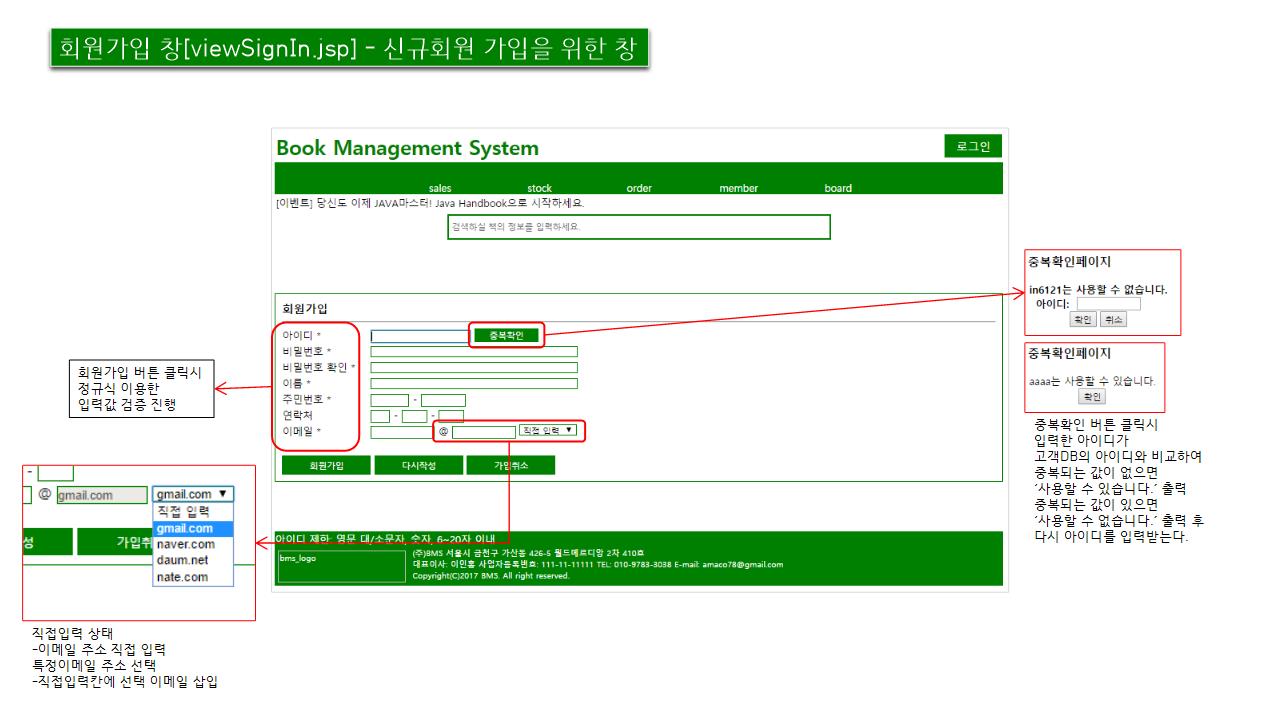 회원가입 창[viewSignIn.jsp] - 신규회원 가입을 위한 창
Book Management System
로그인
sales stock order member board
[이벤트] 당신도 이제 JAVA마스터! Java Handbook으로 시작하세요.
검색하실 책의 정보를 입력하세요.
회원가입
아이디 * 중복확인
비밀번호 *
비밀번호 확인 *
이름 *
주민번호 * -
연락처 - -
이메일 * @ 직접 입력 ▼
회원가입 다시작성 가입취소
아이디 제한: 영문 대/소문자, 숫자, 6~20자 이내
bms_logo
(주)BMS 서울시 금천구 가산동 426-5 월드메르디앙 2차 410호
대표이사: 이인홍 사업자등록번호: 111-11-11111 TEL: 010-9783-3038 E-mail: amaco78@gmail.com
Copyright(C)2017 BMS. All right reserved.
회원가입 버튼 클릭시
정규식 이용한
입력값 검증 진행
-
@ gmail.com gmail.com ▼
직접 입력
gmail.com
naver.com
daum.net
nate.com
성 가입취
직접입력 상태
-이메일 주소 직접 입력
특정이메일 주소 선택
-직접입력칸에 선택 이메일 삽입
중복확인페이지
in6121는 사용할 수 없습니다.
아이디:
확인 취소
중복확인페이지
aaaa는 사용할 수 있습니다.
확인
중복확인 버튼 클릭시
입력한 아이디가
고객DB의 아이디와 비교하여
중복되는 값이 없으면
‘사용할 수 있습니다.’ 출력
중복되는 값이 있으면
‘사용할 수 없습니다.’ 출력 후
다시 아이디를 입력받는다.